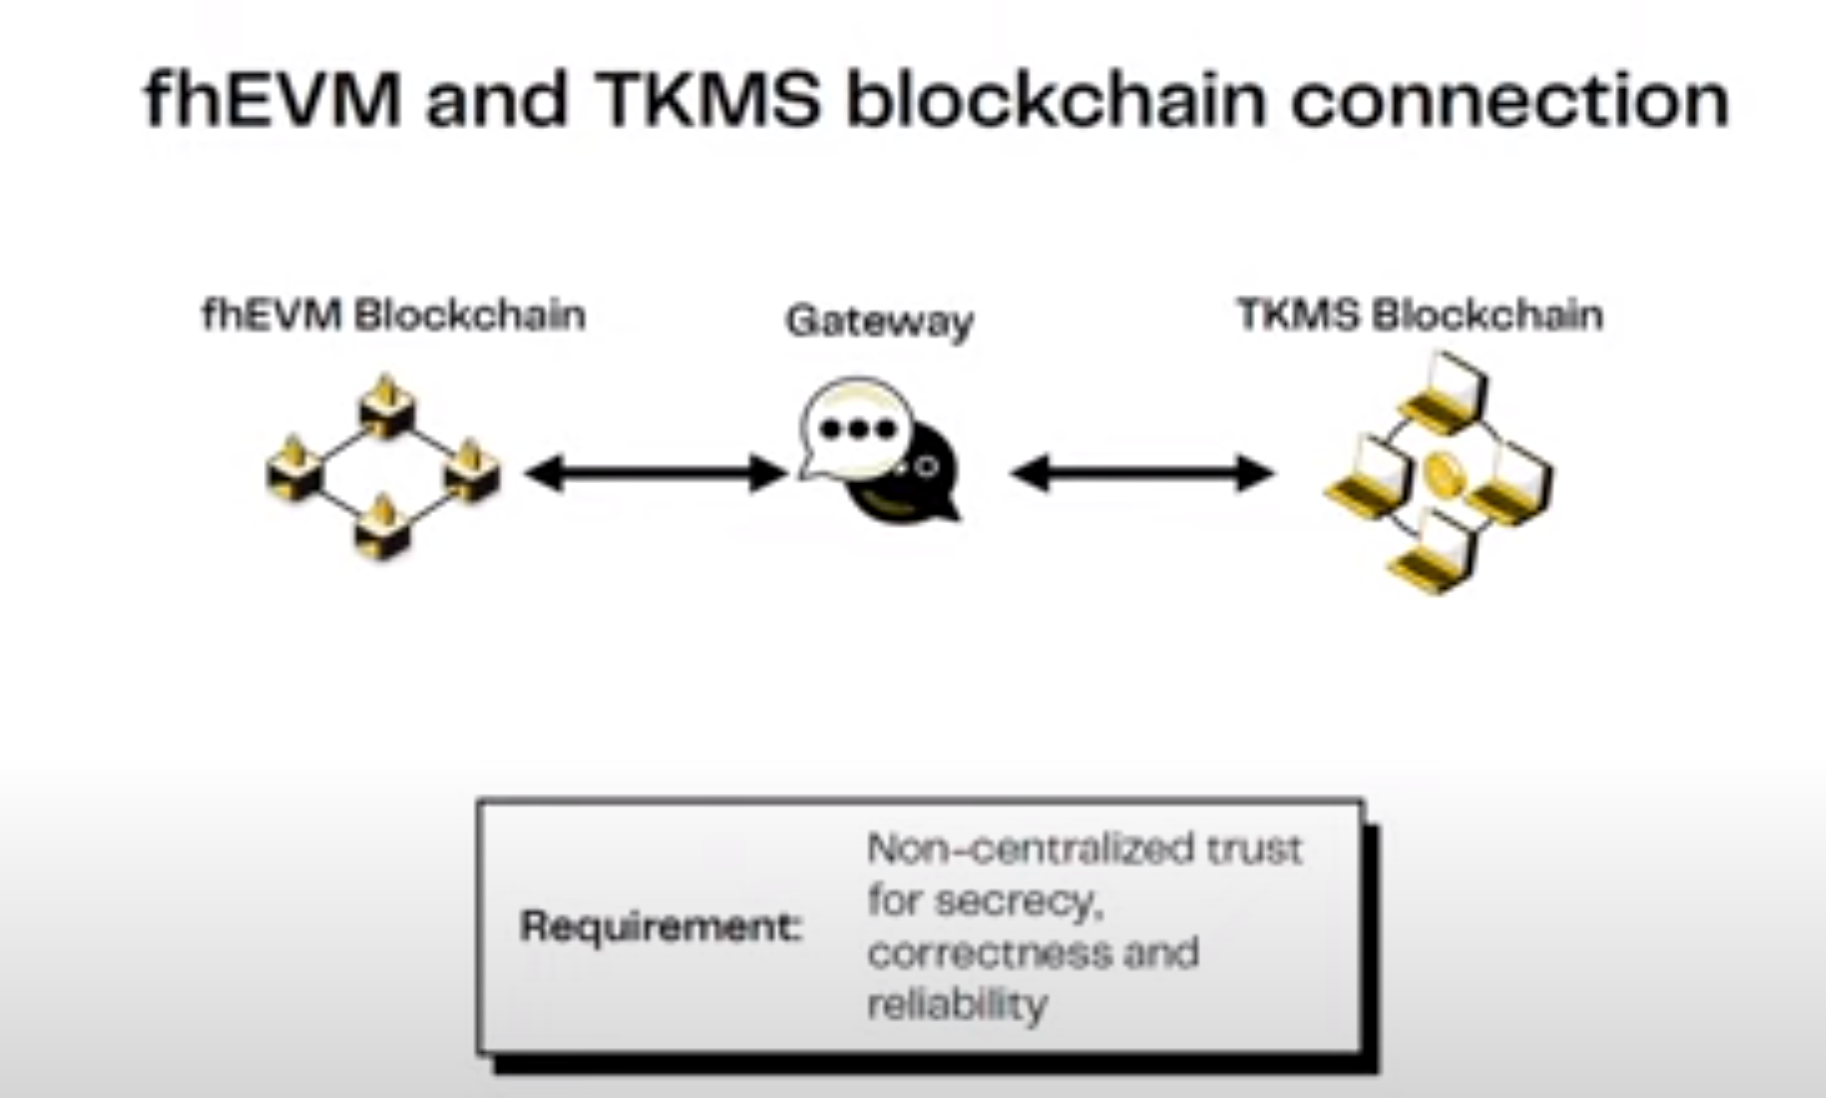 fhEVM and TKMS blockchain connection
fhEVM Blockchain
Gateway
TKMS Blockchain
Requirement:
Non-centralized trust
for secrecy,
correctness and
reliability